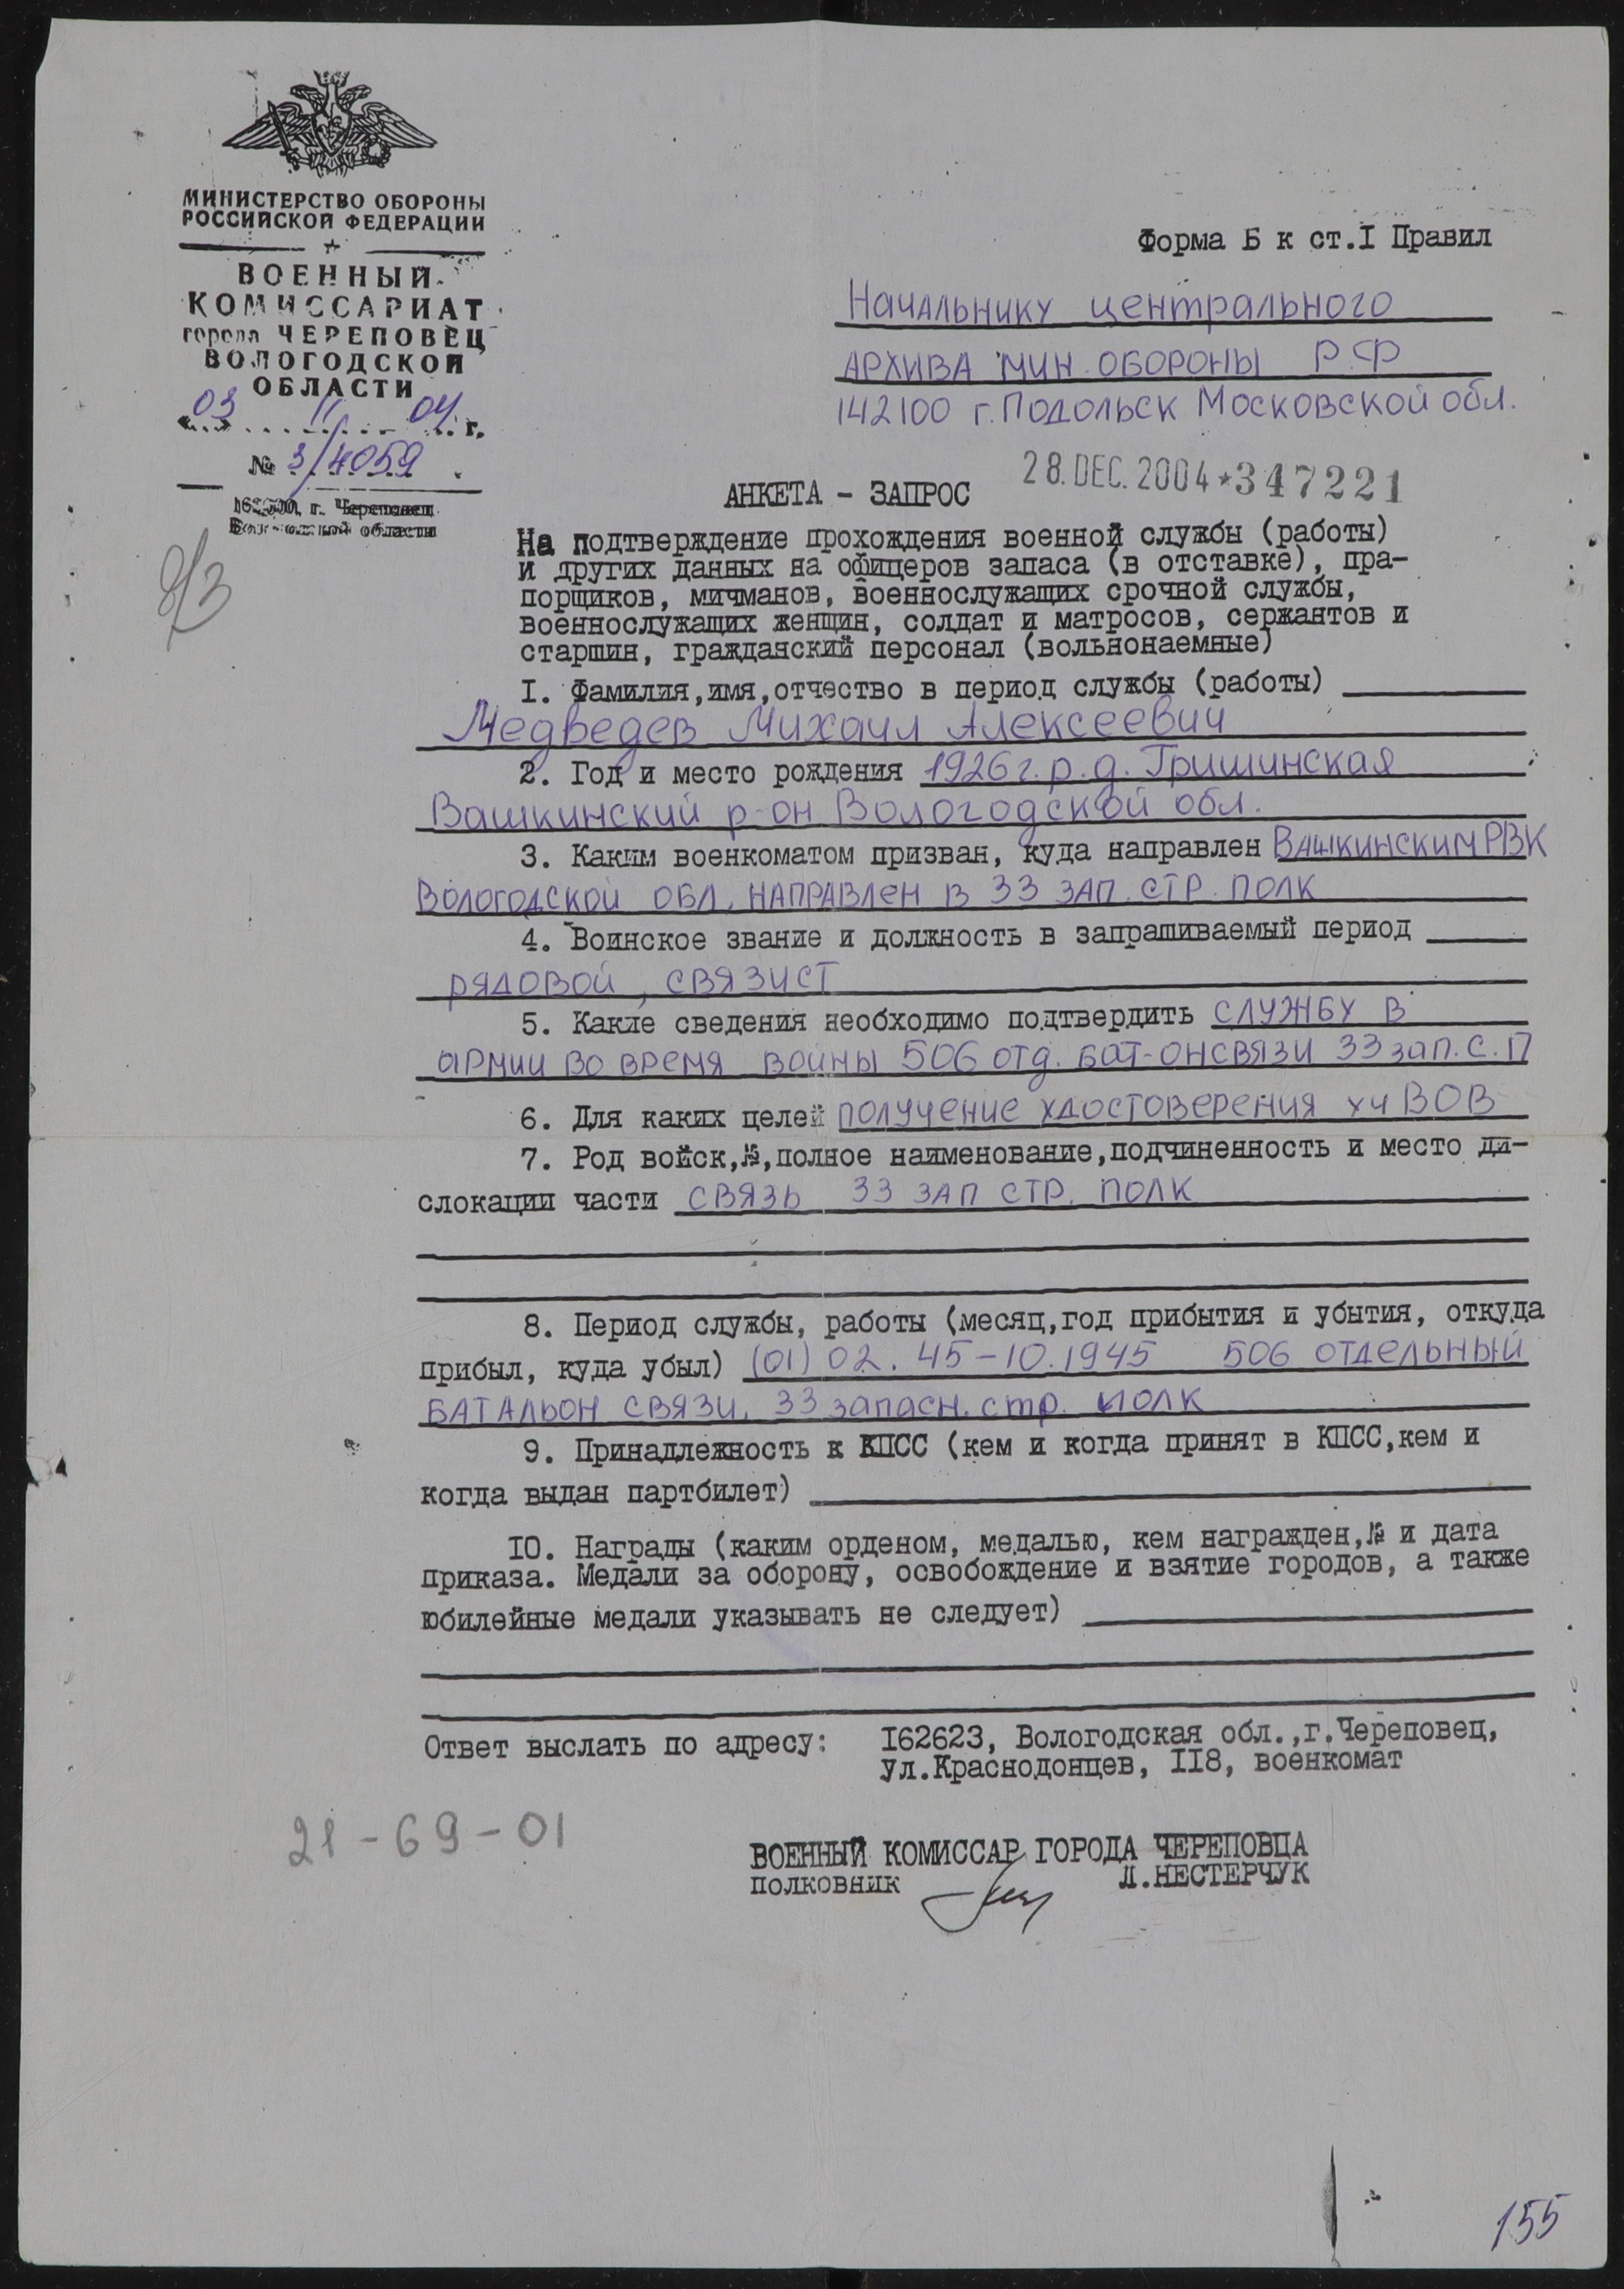 МИНИСТЕРСТВО ОБОРОНЫ
РОССИЙСКОЙ ФЕДЕРАЦИИ
ВОЕННЫЙ
КОМИССАРИАТ
города ЧЕРЕПОВЕЦ
ВОЛОГОДСКОЙ
ОБЛАСТИ
«03» 11 04 г.
№ 3/4059
г. Череповец
области
Форма Б к ст.I Правил
Начальнику центрального
АРХИВА МИН. ОБОРОНЫ Р.Ф
142100 г. Подольск Московской обл.
28. DEC. 2004 *347221
АНКЕТА - ЗАПРОС
На подтверждение прохождения военной службы (работы)
и других данных на офицеров запаса (в отставке), пра-
порщиков, мичманов, военнослужащих срочной службы,
военнослужащих женщин, солдат и матросов, сержантов и
старшин, гражданский персонал (вольнонаемные)
I. Фамилия,имя,отчество в период службы (работы)
Медведев Михаил Алексеевич
2. Год и место рождения 1926 г.р. д. Гришинская
Вашкинский р-он Вологодской обл.
3. Каким военкоматом призван, куда направлен Вашкинским РВК
Вологодской обл. направлен в 33 зап. стр. полк
4. Воинское звание и должность в запрашиваемый период
рядовой, связист
5. Какие сведения необходимо подтвердить службу в
армии во время войны 506 отд. бат-он связи 33 зап. с. п
6. Для каких целей получение удостоверения уч ВОВ
7. Род войск,№,полное наименование,подчиненность и место ди-
слокации части связь 33 зап стр. полк
8. Период службы, работы (месяц,год прибытия и убытия, откуда
прибыл, куда убыл) (01) 02. 45-10.1945 506 отдельный
батальон связи. 33 запасн. стр. полк
9. Принадлежность к КПСС (кем и когда принят в КПСС,кем и
когда выдан партбилет)
IO. Награды (каким орденом, медалью, кем награжден,№ и дата
приказа. Медали за оборону, освобождение и взятие городов, а также
юбилейные медали указывать не следует)
Ответ выслать по адресу: I62623, Вологодская обл.,г.Череповец,
ул.Краснодонцев, II8, военкомат
21-69-01
ВОЕННЫЙ КОМИССАР ГОРОДА ЧЕРЕПОВЦА
полковник Л.НЕСТЕРЧУК
155